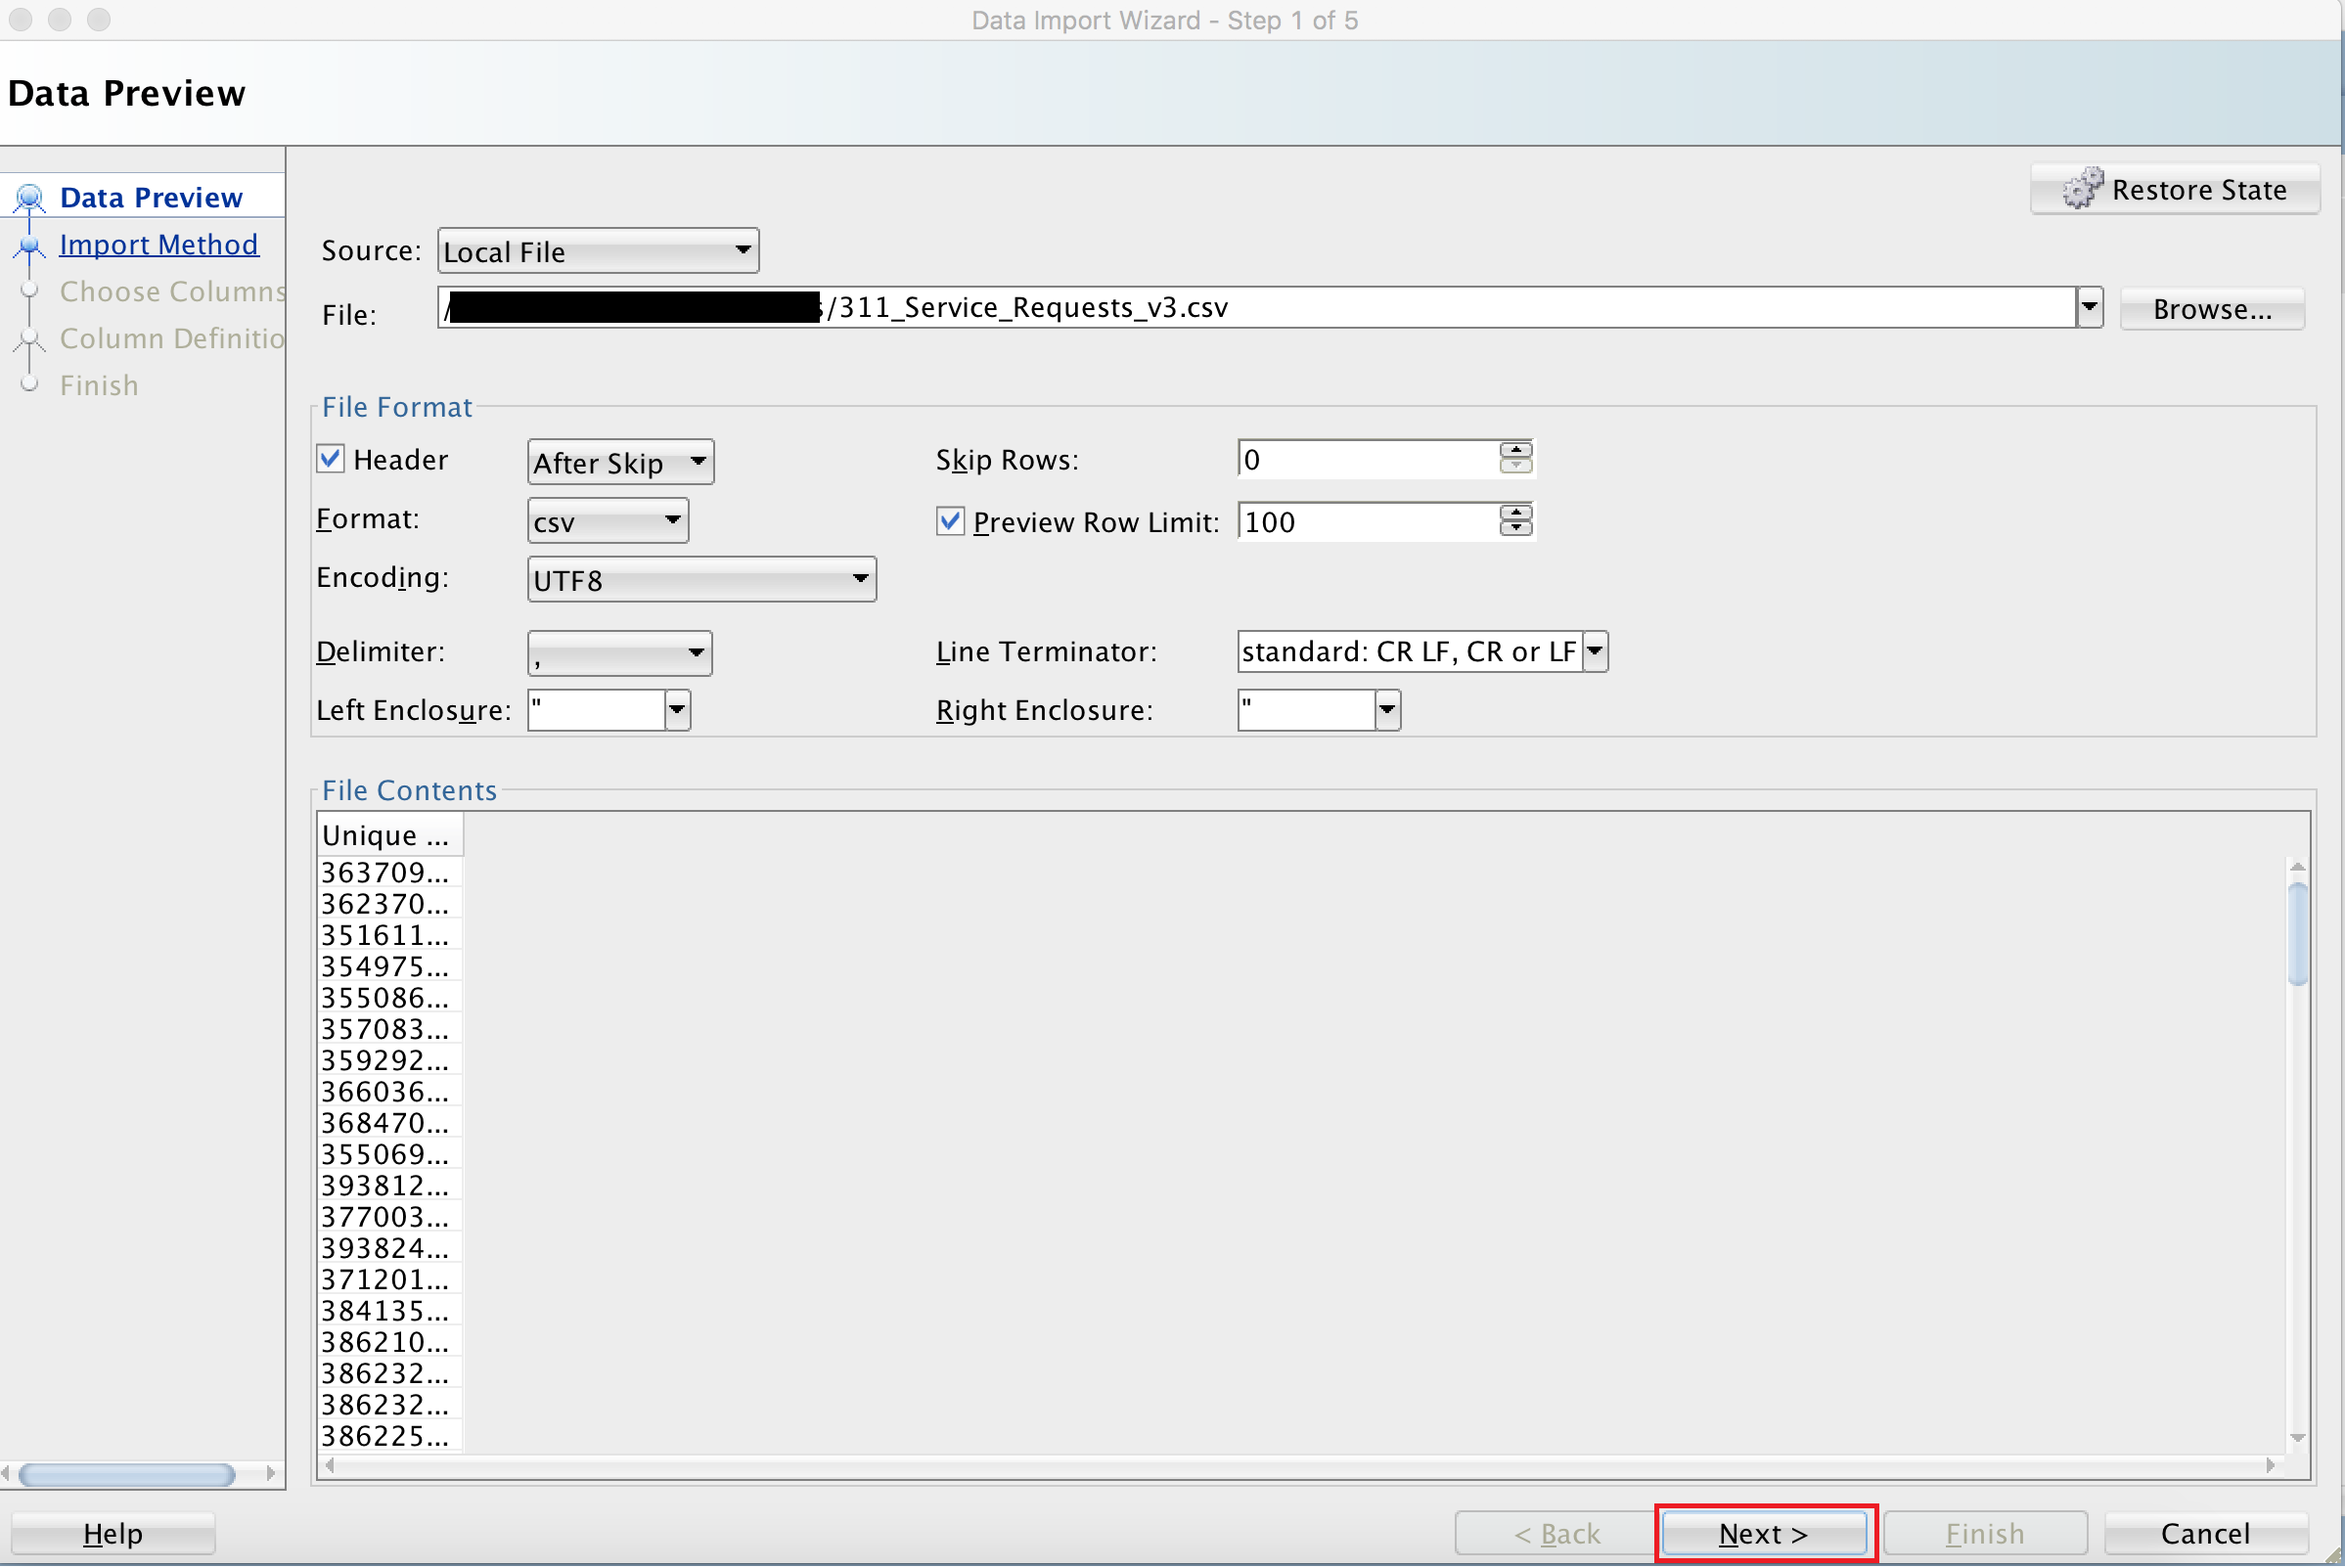 Data Import Wizard - Step 1 of 5
Data Preview
Data Preview
Import Method
Choose Columns
Column Definitio
Finish
Restore State
Source: Local File
File: / s/311_Service_Requests_v3.csv Browse...
File Format
Header After Skip Skip Rows: 0
Format: csv Preview Row Limit: 100
Encoding: UTF8
Delimiter: , Line Terminator: standard: CR LF, CR or LF
Left Enclosure: " Right Enclosure: "
File Contents
Unique ...
363709...
362370...
351611...
354975...
355086...
357083...
359292...
366036...
368470...
355069...
393812...
377003...
393824...
371201...
384135...
386210...
386232...
386232...
386225...
Help < Back Next > Finish Cancel